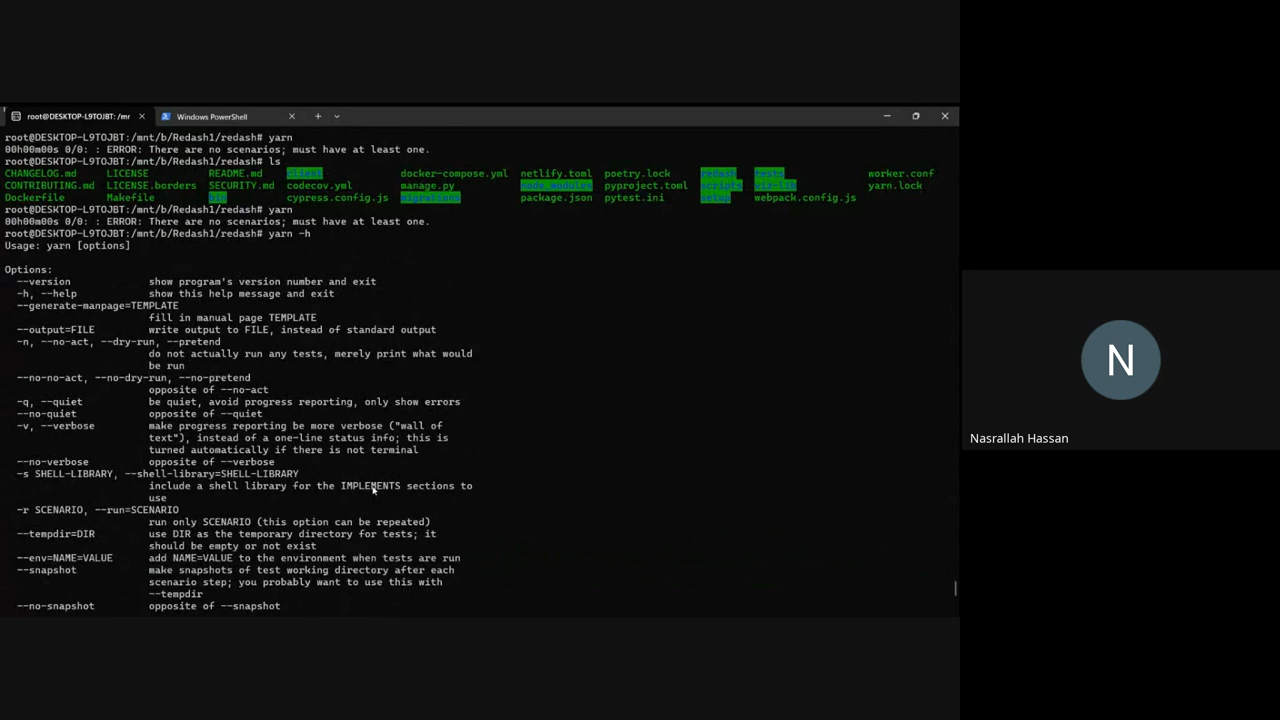 root@DESKTOP-L9TOJBT: /mr
Windows PowerShell
root@DESKTOP-L9TOJBT:/mnt/b/Redash1/redash# yarn
00h00m00s 0/0: : ERROR: There are no scenarios; must have at least one.
root@DESKTOP-L9TOJBT:/mnt/b/Redash1/redash# ls
CHANGELOG.md LICENSE README.md client docker-compose.yml netlify.toml poetry.lock redash tests worker.conf
CONTRIBUTING.md LICENSE.borders SECURITY.md codecov.yml manage.py node_modules pyproject.toml scripts viz-lib yarn.lock
Dockerfile Makefile bin cypress.config.js migrations package.json pytest.ini setup webpack.config.js
root@DESKTOP-L9TOJBT:/mnt/b/Redash1/redash# yarn
00h00m00s 0/0: : ERROR: There are no scenarios; must have at least one.
root@DESKTOP-L9TOJBT:/mnt/b/Redash1/redash# yarn -h
Usage: yarn [options]
Options:
--version show program's version number and exit
-h, --help show this help message and exit
--generate-manpage=TEMPLATE
fill in manual page TEMPLATE
--output=FILE write output to FILE, instead of standard output
-n, --no-act, --dry-run, --pretend
do not actually run any tests, merely print what would
be run
--no-no-act, --no-dry-run, --no-pretend
opposite of --no-act
-q, --quiet be quiet, avoid progress reporting, only show errors
--no-quiet opposite of --quiet
-v, --verbose make progress reporting be more verbose ("wall of
text"), instead of a one-line status info; this is
turned automatically if there is not terminal
--no-verbose opposite of --verbose
-s SHELL-LIBRARY, --shell-library=SHELL-LIBRARY
include a shell library for the IMPLEMENTS sections to
use
-r SCENARIO, --run=SCENARIO
run only SCENARIO (this option can be repeated)
--tempdir=DIR use DIR as the temporary directory for tests; it
should be empty or not exist
--env=NAME=VALUE add NAME=VALUE to the environment when tests are run
--snapshot make snapshots of test working directory after each
scenario step; you probably want to use this with
--tempdir
--no-snapshot opposite of --snapshot
N
Nasrallah Hassan